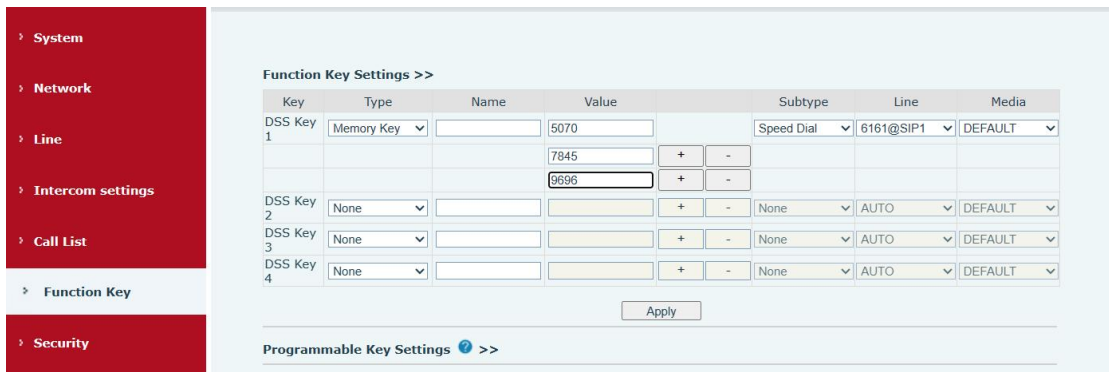 System
Network
Line
Intercom settings
Call List
Function Key
Security
Function Key Settings >>
Key Type Name Value Subtype Line Media
DSS Key 1 Memory Key 5070 Speed Dial 6161@SIP1 DEFAULT
7845 + -
9696 + -
DSS Key 2 None + - None AUTO DEFAULT
DSS Key 3 None + - None AUTO DEFAULT
DSS Key 4 None + - None AUTO DEFAULT
Apply
Programmable Key Settings ? >>